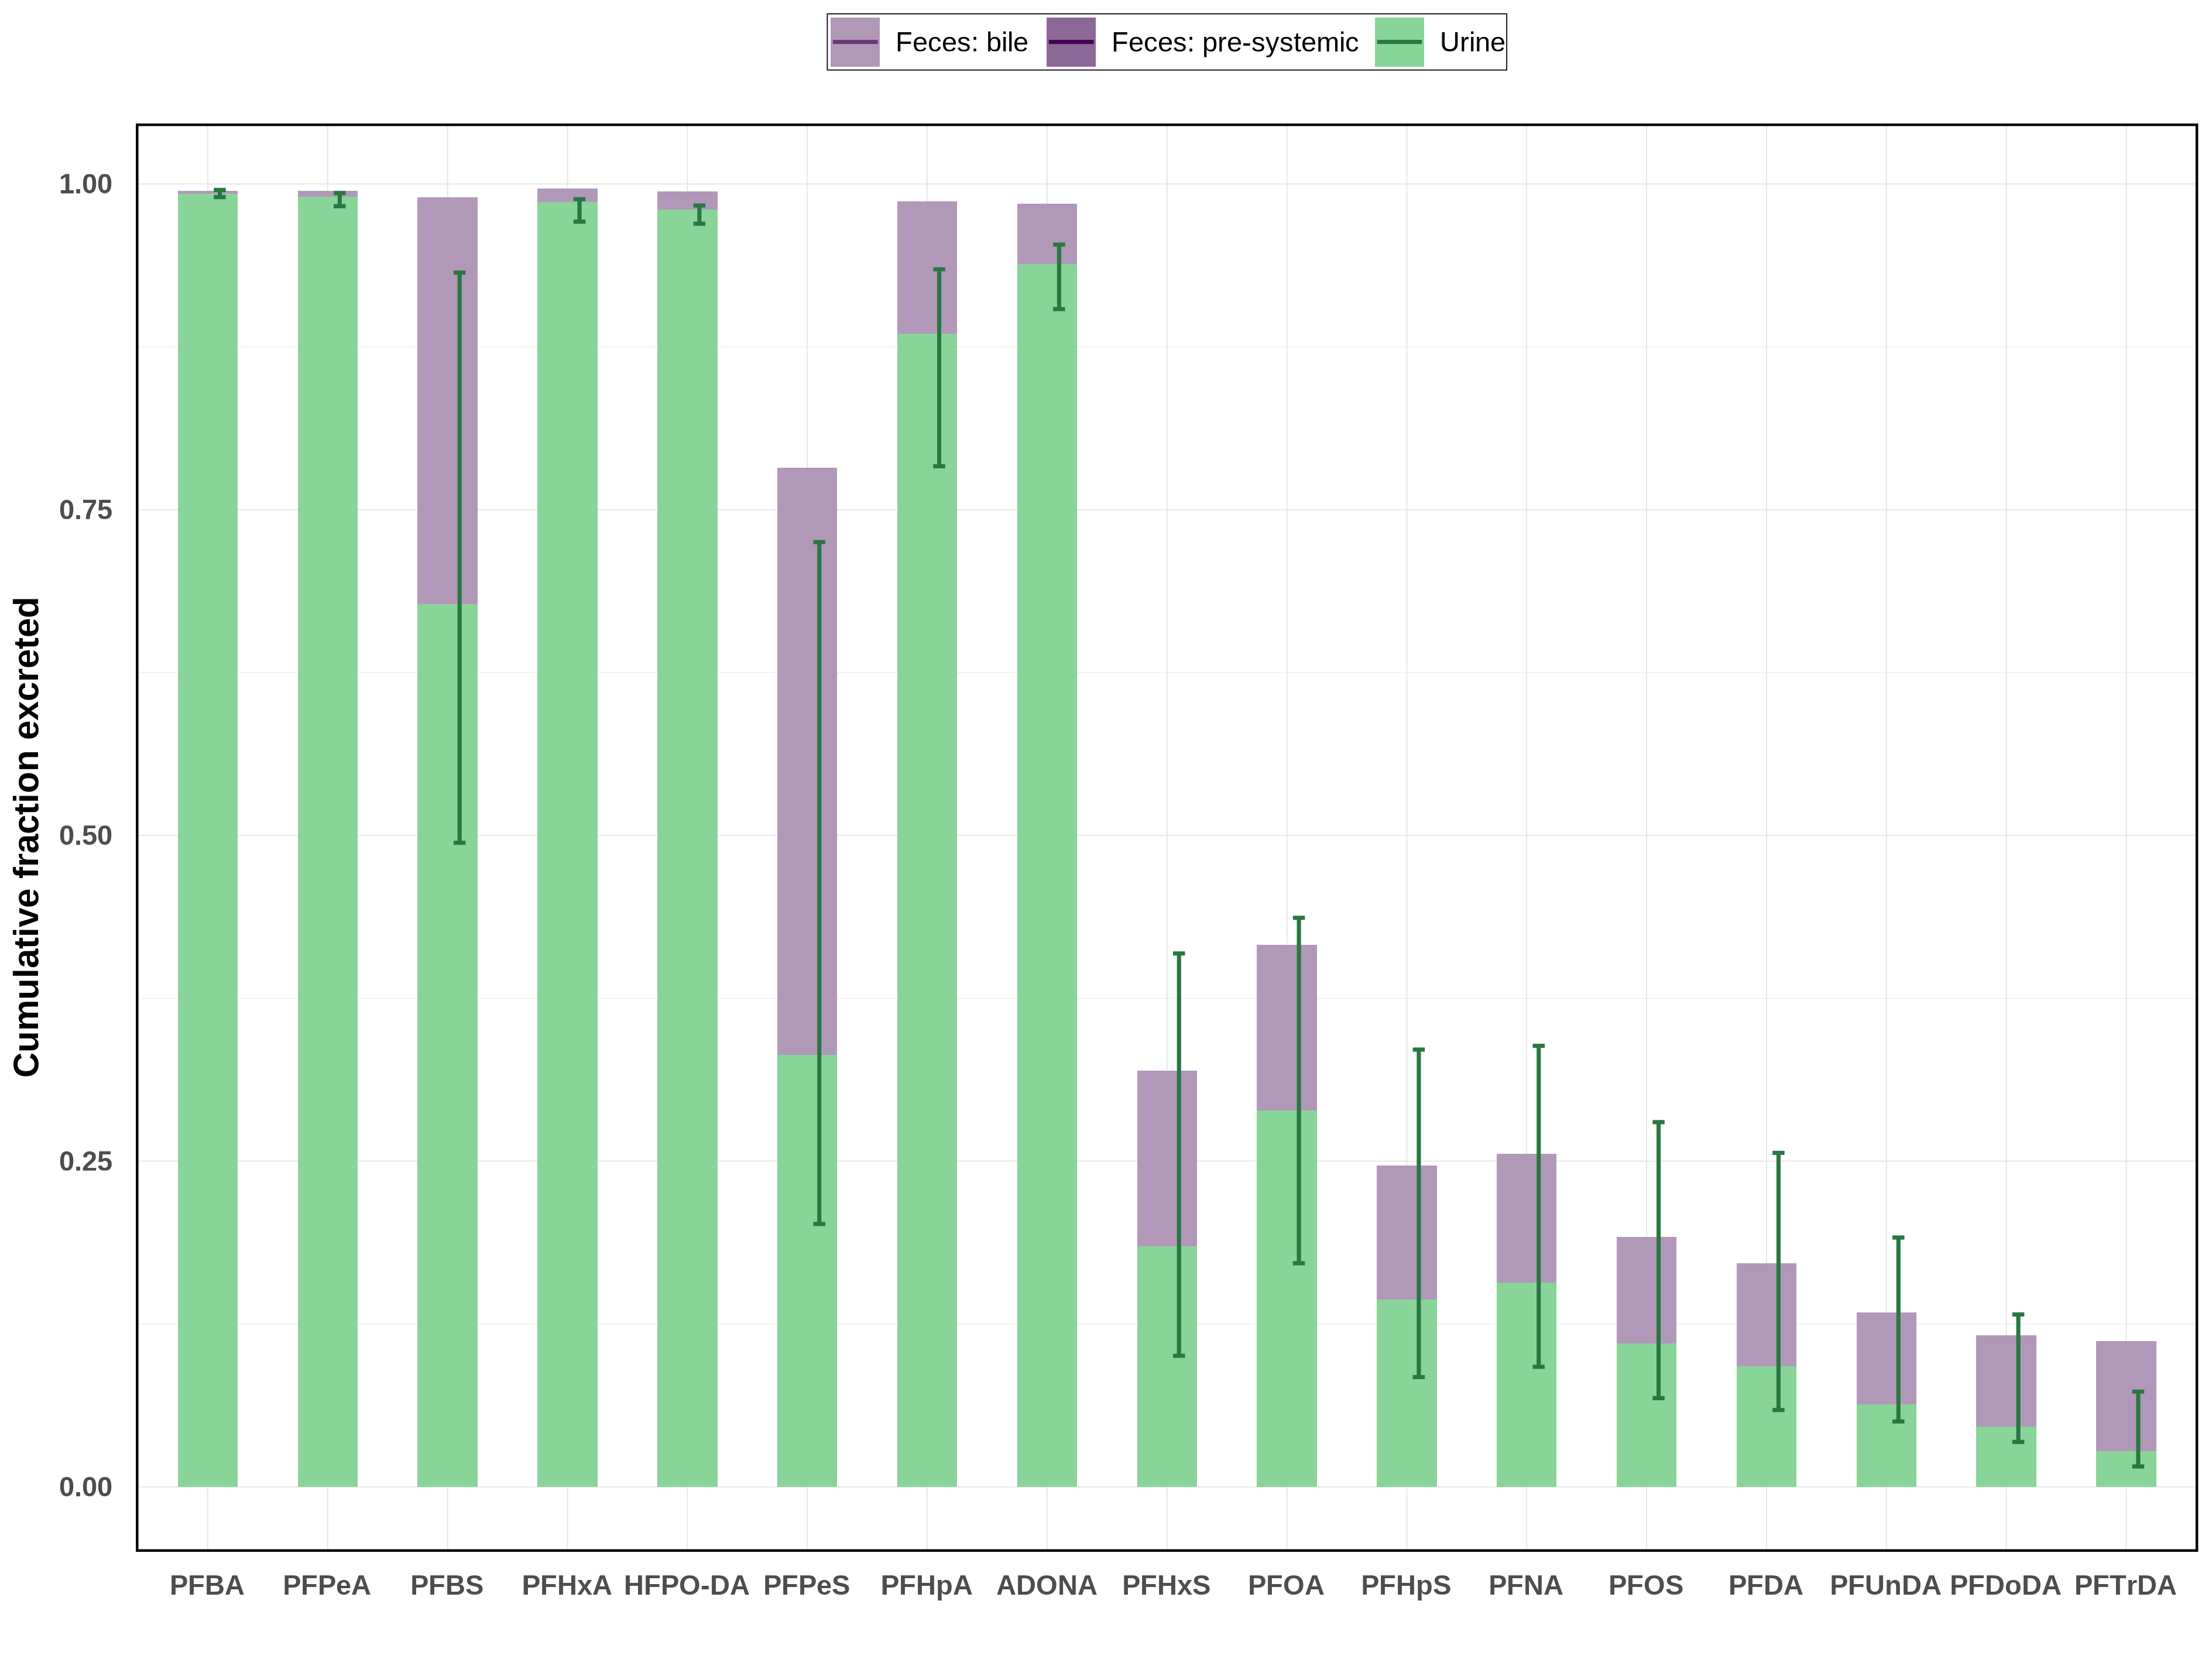 Feces: bile Feces: pre-systemic Urine
Cumulative fraction excreted
1.00
0.75
0.50
0.25
0.00
PFBA PFPeA PFBS PFHxA HFPO-DA PFPeS PFHpA ADONA PFHxS PFOA PFHpS PFNA PFOS PFDA PFUnDA PFDoDA PFTrDA